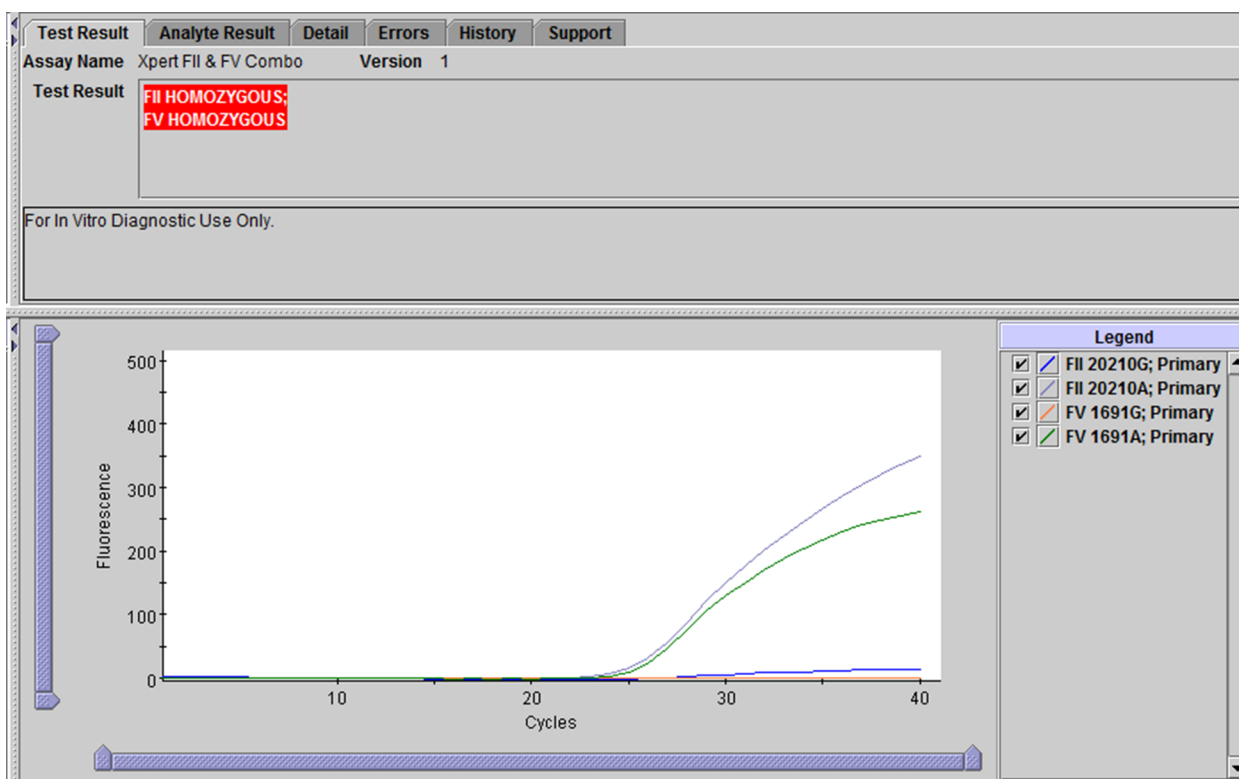 Test Result Analyte Result Detail Errors History Support
Assay Name Xpert FII & FV Combo Version 1
Test Result FII HOMOZYGOUS;
FV HOMOZYGOUS
For In Vitro Diagnostic Use Only.
Legend
FII 20210G; Primary
FII 20210A; Primary
FV 1691G; Primary
FV 1691A; Primary
500
400
300
200
100
0
Fluorescence
10 20 30 40
Cycles